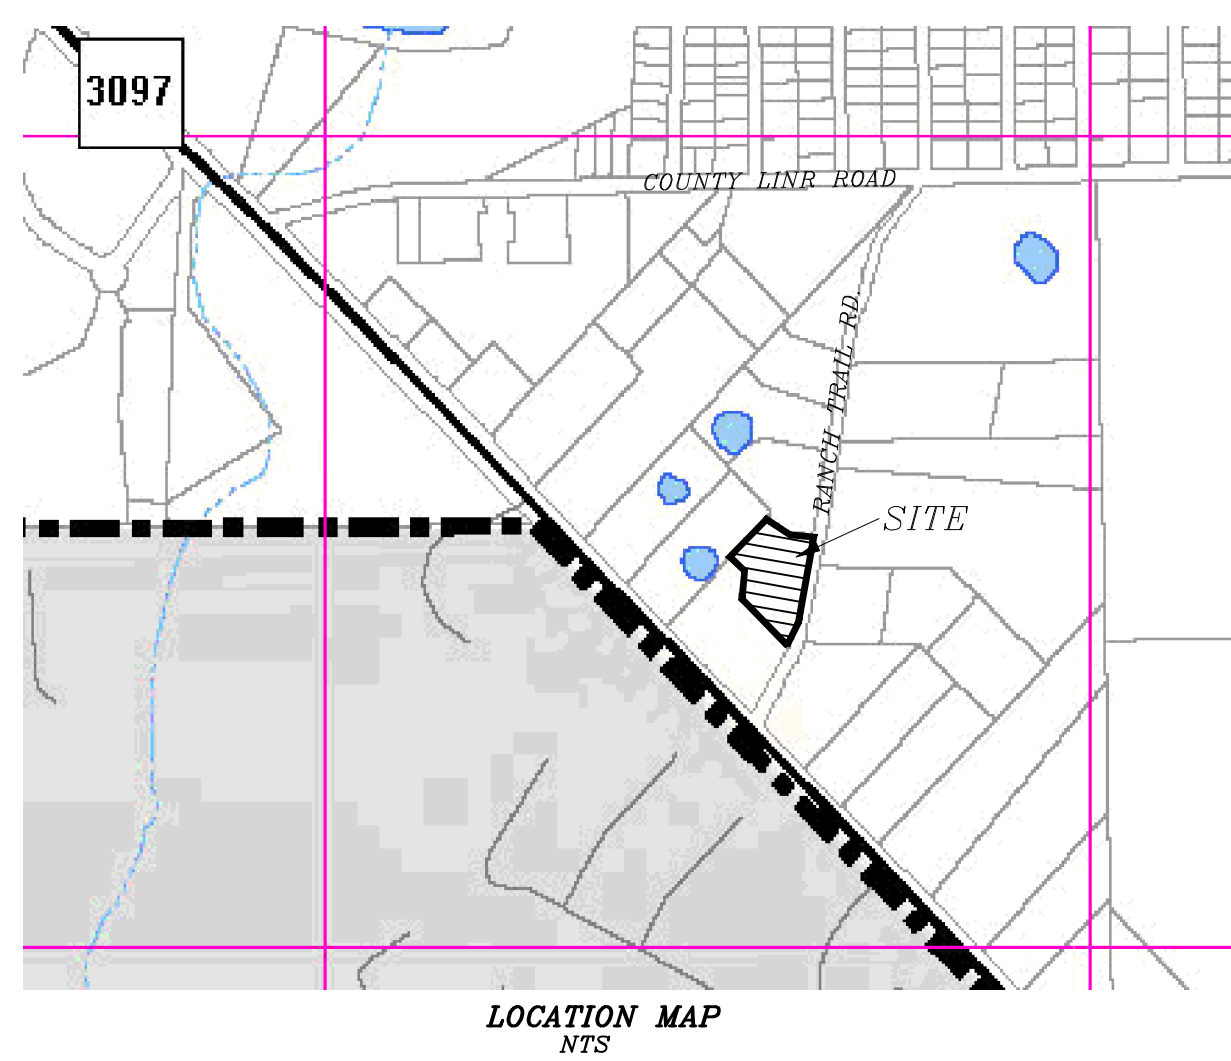 3097
COUNTY LINR ROAD
RANCH TRAIL RD.
SITE
LOCATION MAP
NTS